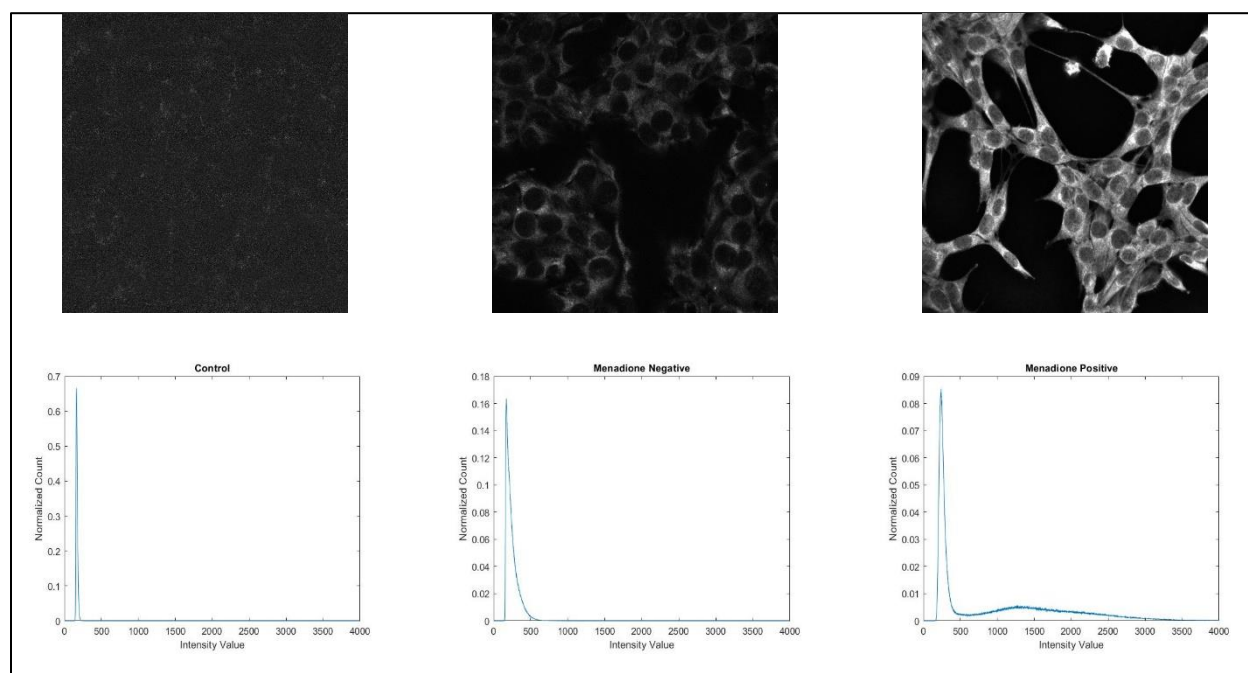 Control
0.7
0.6
0.5
0.4
0.3
0.2
0.1
0
Normalized Count
0 500 1000 1500 2000 2500 3000 3500 4000
Intensity Value
Menadione Negative
0.18
0.16
0.14
0.12
0.1
0.08
0.06
0.04
0.02
0
Normalized Count
0 500 1000 1500 2000 2500 3000 3500 4000
Intensity Value
Menadione Positive
0.09
0.08
0.07
0.06
0.05
0.04
0.03
0.02
0.01
0
Normalized Count
0 500 1000 1500 2000 2500 3000 3500 4000
Intensity Value